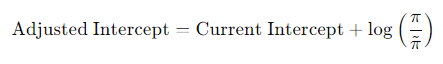 Adjusted Intercept = Current Intercept + log(π/π̃)